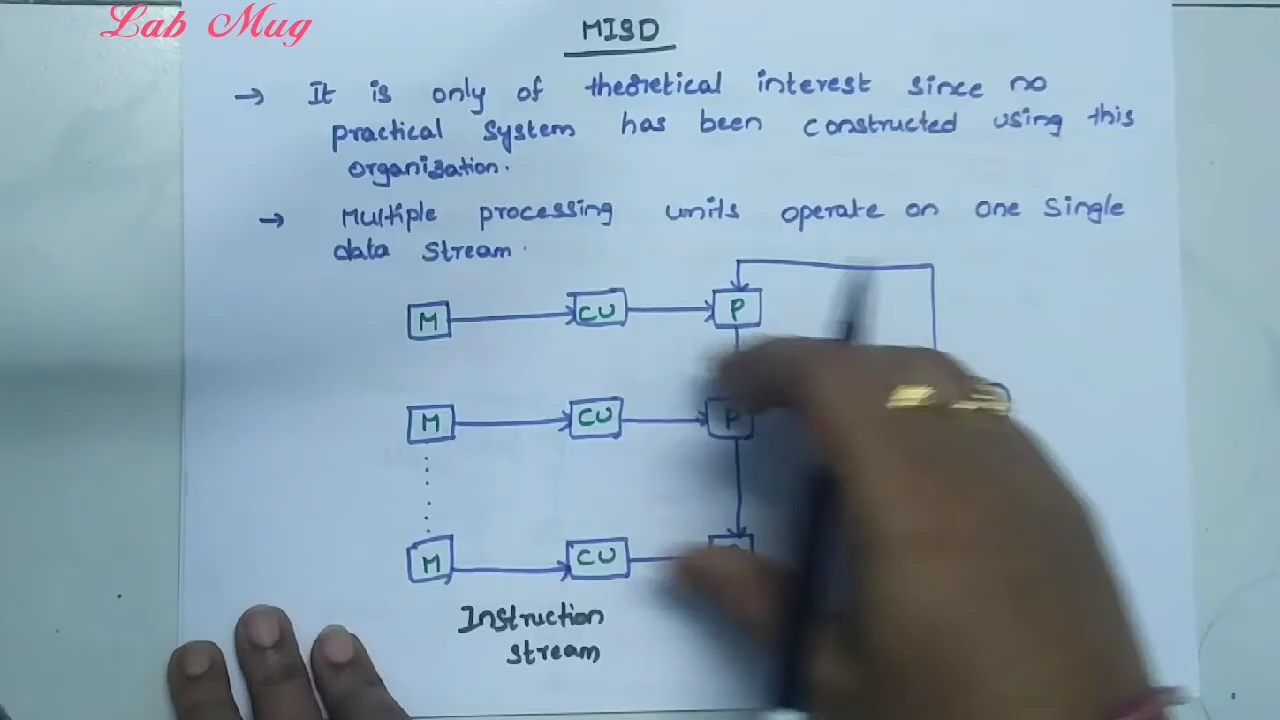 Lab Mug
MISD
→ It is only of theoretical interest since no
practical system has been constructed using this
organization.
→ Multiple processing units operate on one single
data stream.
M CU P
M CU P
M CU
Instruction
stream